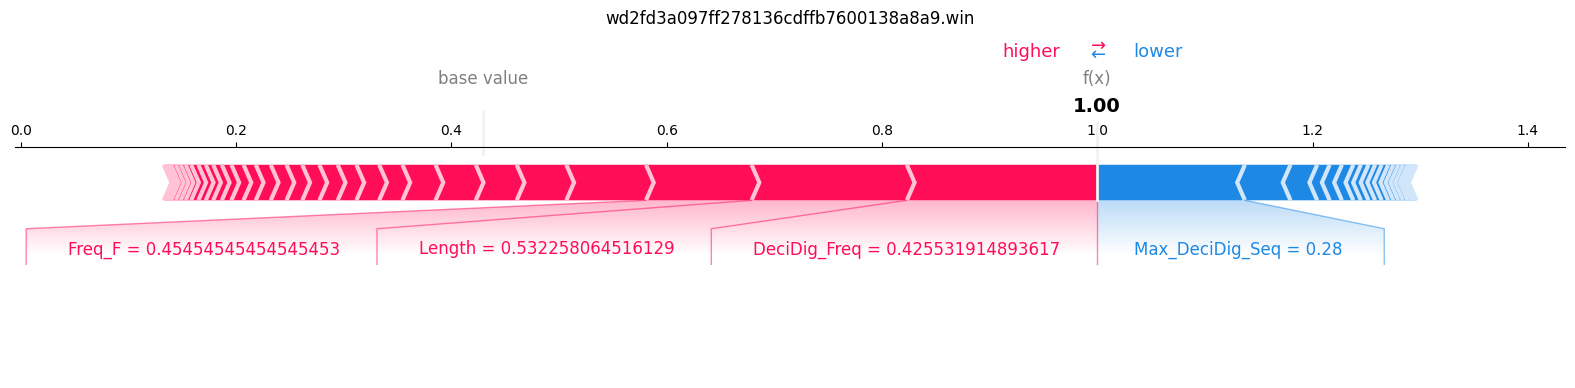 wd2fd3a097ff278136cdffb7600138a8a9.win
higher → ← lower
base value f(x)
1.00
0.0 0.2 0.4 0.6 0.8 1.0 1.2 1.4
Freq_F = 0.45454545454545453 Length = 0.532258064516129 DeciDig_Freq = 0.425531914893617 Max_DeciDig_Seq = 0.28